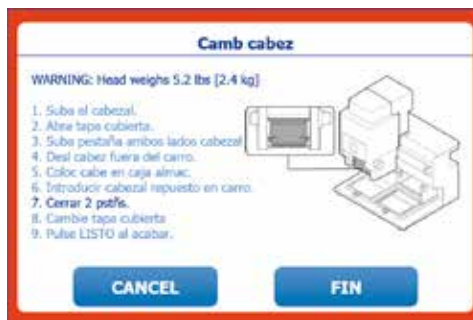 Camb cabez
WARNING: Head weighs 5.2 lbs [2.4 kg]
1. Suba el cabezal.
2. Abra tapa cubierta.
3. Suba pestaña ambos lados cabezal
4. Desl cabez fuera del carro.
5. Coloc cabe en caja almac.
6. Introducir cabezal repuesto en carro.
7. Cerrar 2 pstñs.
8. Cambie tapa cubierta
9. Pulse LISTO al acabar.
CANCEL
FIN